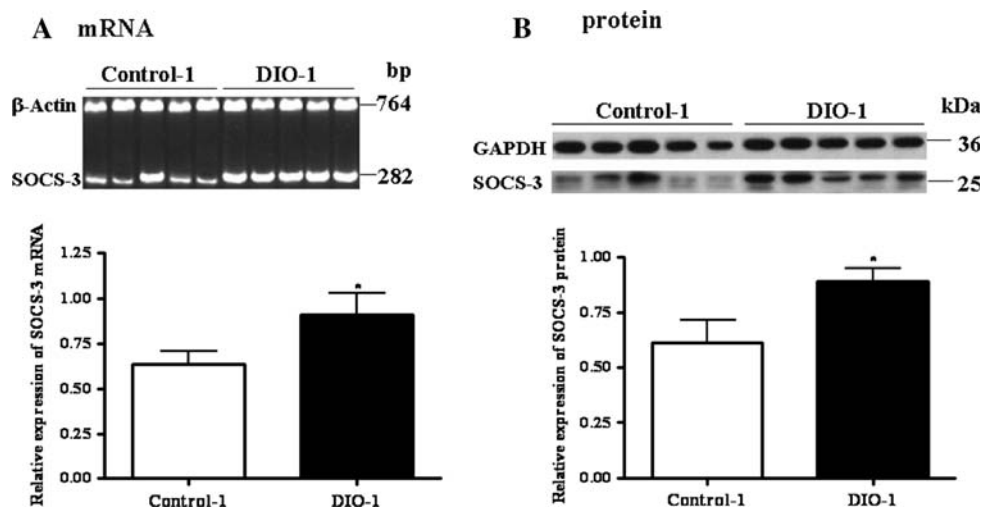 A mRNA
Control-1 DIO-1 bp
β-Actin 764
SOCS-3 282
Relative expression of SOCS-3 mRNA
1.25
1.00
0.75
0.50
0.25
0.00
Control-1 DIO-1
*
B protein
Control-1 DIO-1 kDa
GAPDH 36
SOCS-3 25
Relative expression of SOCS-3 protein
1.00
0.75
0.50
0.25
0.00
Control-1 DIO-1
*